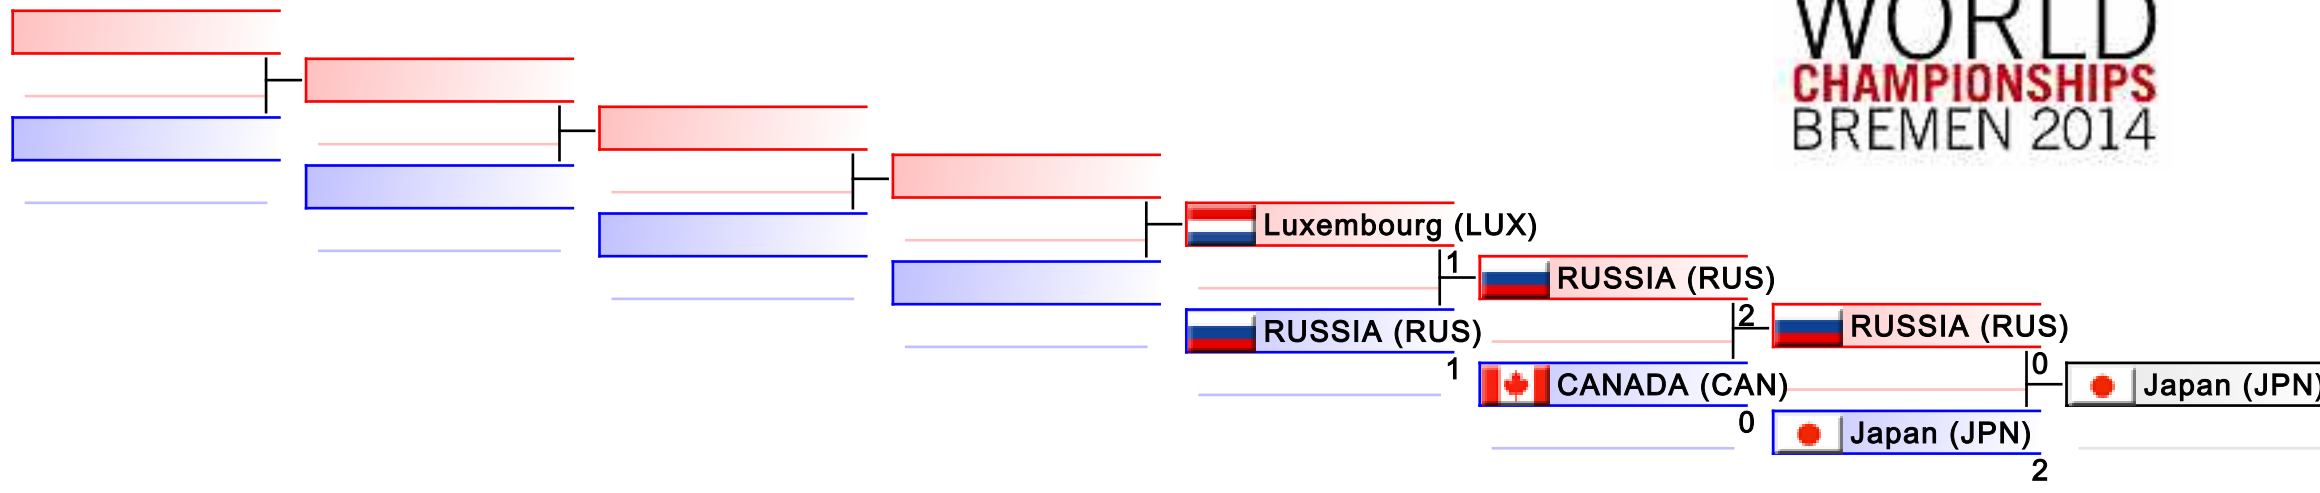 WORLD
CHAMPIONSHIPS
BREMEN 2014
Luxembourg (LUX)
1
RUSSIA (RUS)
2
RUSSIA (RUS)
RUSSIA (RUS)
0
1
CANADA (CAN)
Japan (JPN)
0
Japan (JPN)
2